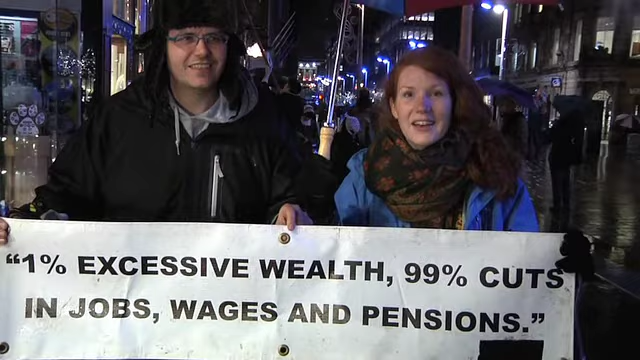 “1% EXCESSIVE WEALTH, 99% CUTS
IN JOBS, WAGES AND PENSIONS.”